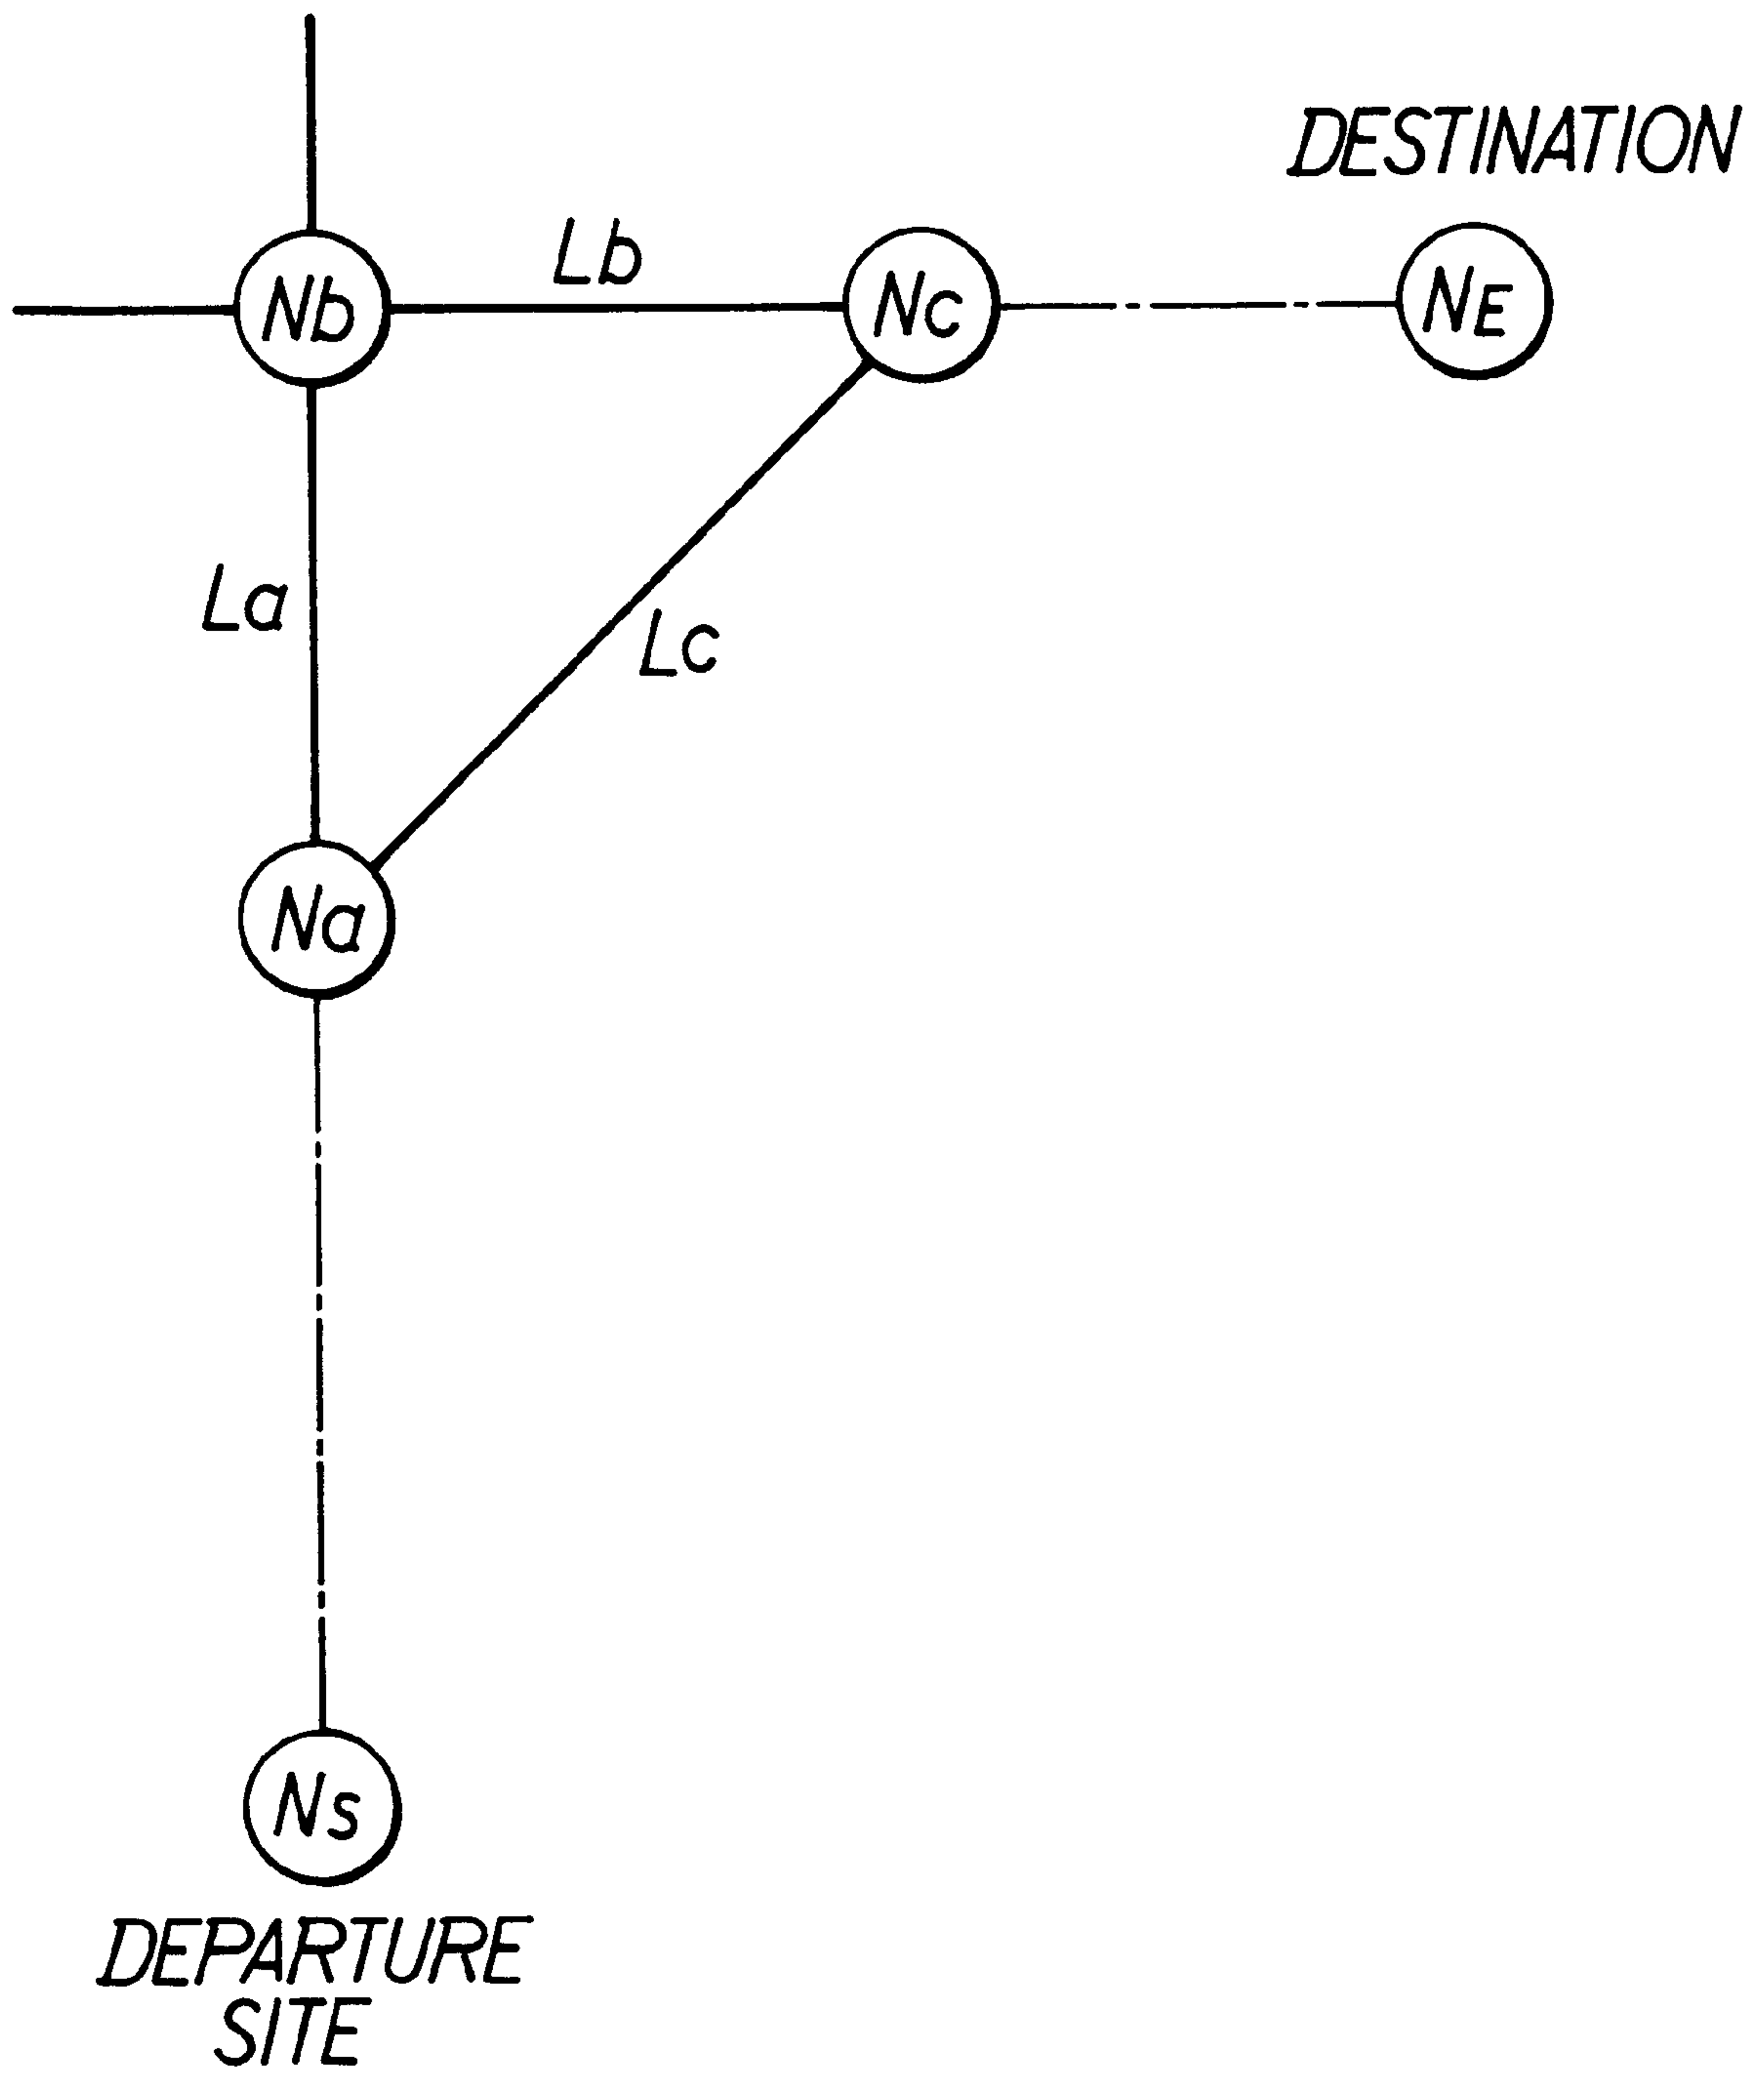 DESTINATION
Lb
Nb
Nc
NE
La
Lc
Na
Ns
DEPARTURE
SITE